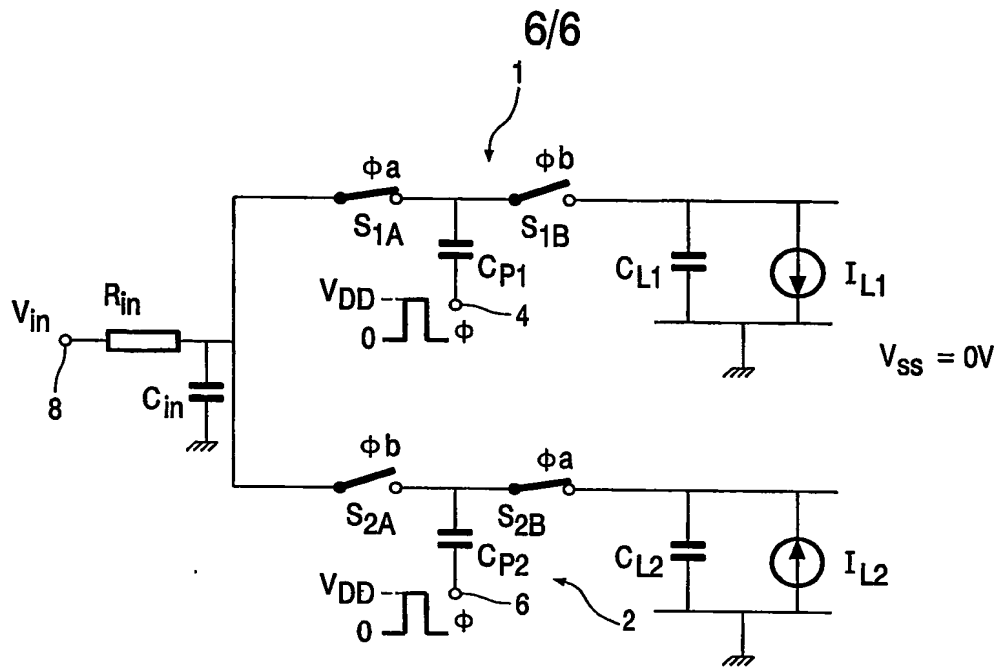 6/6
1
ϕa
ϕb
S1A
S1B
CP1
CL1
IL1
VDD
0
ϕ
4
Vin
Rin
8
Cin
VSS = 0V
ϕb
ϕa
S2A
S2B
CP2
CL2
IL2
VDD
0
ϕ
6
2